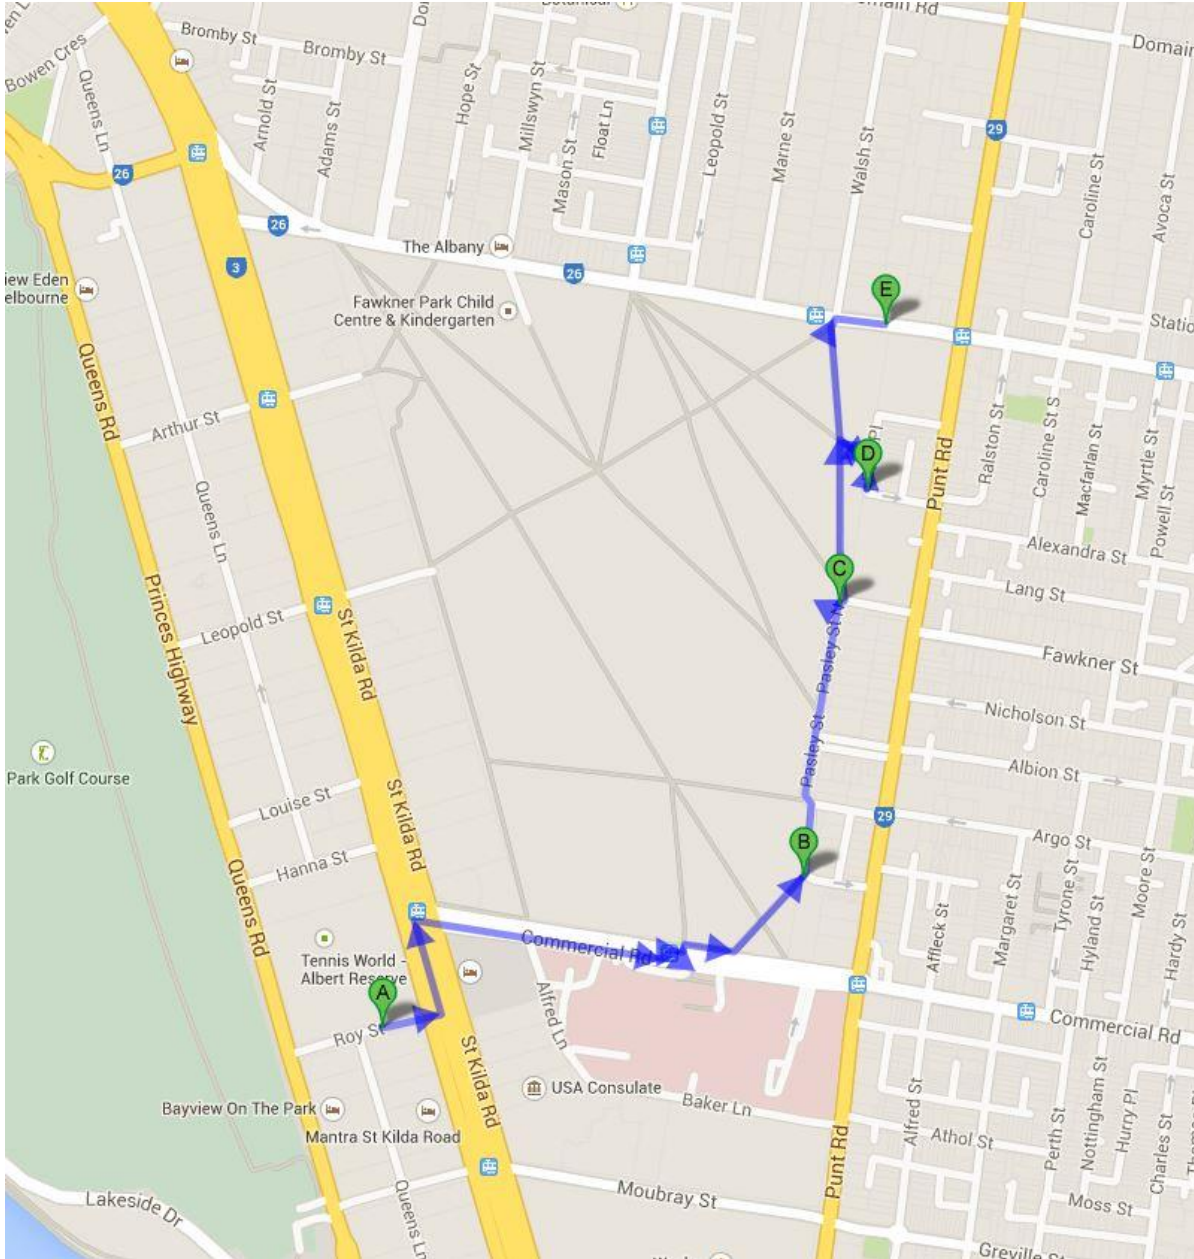 Domain Rd
Bromby St
Bromby St
Bowen Cres
Queens Ln
Arnold St
Adams St
Hope St
Millswyn St
Mason St
Float Ln
Leopold St
Marne St
Walsh St
29
Domain
Caroline St
Avoca St
26
26
3
The Albany
26
Fawkner Park Child
Centre & Kindergarten
iew Eden
elbourne
E
Statio
Queens Rd
Arthur St
Queens Ln
D
Pl
Punt Rd
Ralston St
Caroline St S
Macfarlan St
Myrtle St
Powell St
Alexandra St
Lang St
C
Princes Highway
Leopold St
St Kilda Rd
Pasley St N
Fawkner St
Nicholson St
Pasley St
Albion St
Park Golf Course
Louise St
St Kilda Rd
29
Argo St
Hanna St
B
Queens Rd
Tennis World -
Albert Reserve
A
Commercial Rd
Affleck St
Margaret St
Tyrone St
Hyland St
Moore St
Hardy St
Roy St
Alfred Ln
St Kilda Rd
Commercial Rd
USA Consulate
Baker Ln
Bayview On The Park
Mantra St Kilda Road
Punt Rd
Alfred St
Athol St
Perth St
Nottingham St
Hurry Pl
Charles St
Lakeside Dr
Queens Ln
Moubray St
Moss St
Greville St